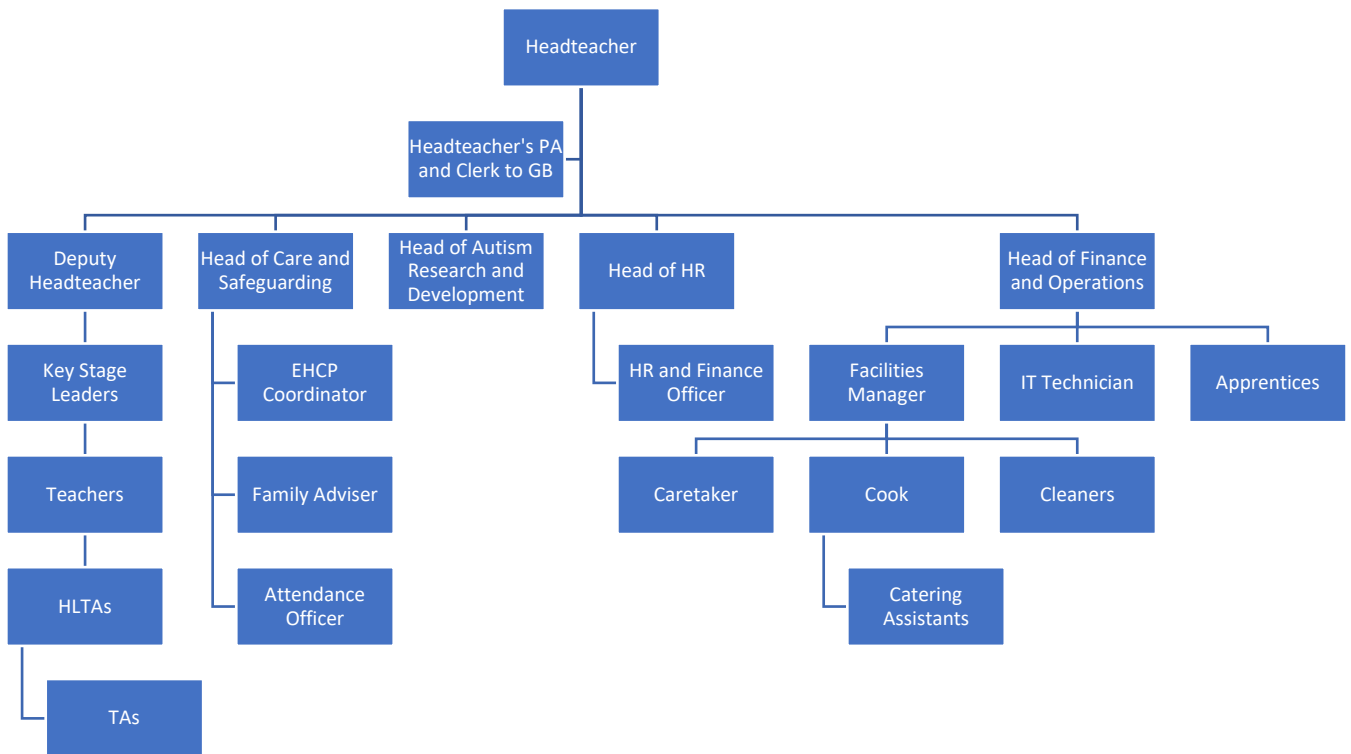 Headteacher
Headteacher's PA
and Clerk to GB
Deputy
Headteacher
Head of Care and
Safeguarding
Head of Autism
Research and
Development
Head of HR
Head of Finance
and Operations
Key Stage
Leaders
EHCP
Coordinator
HR and Finance
Officer
Facilities
Manager
IT Technician
Apprentices
Teachers
Family Adviser
Caretaker
Cook
Cleaners
HLTAs
Attendance
Officer
Catering
Assistants
TAs